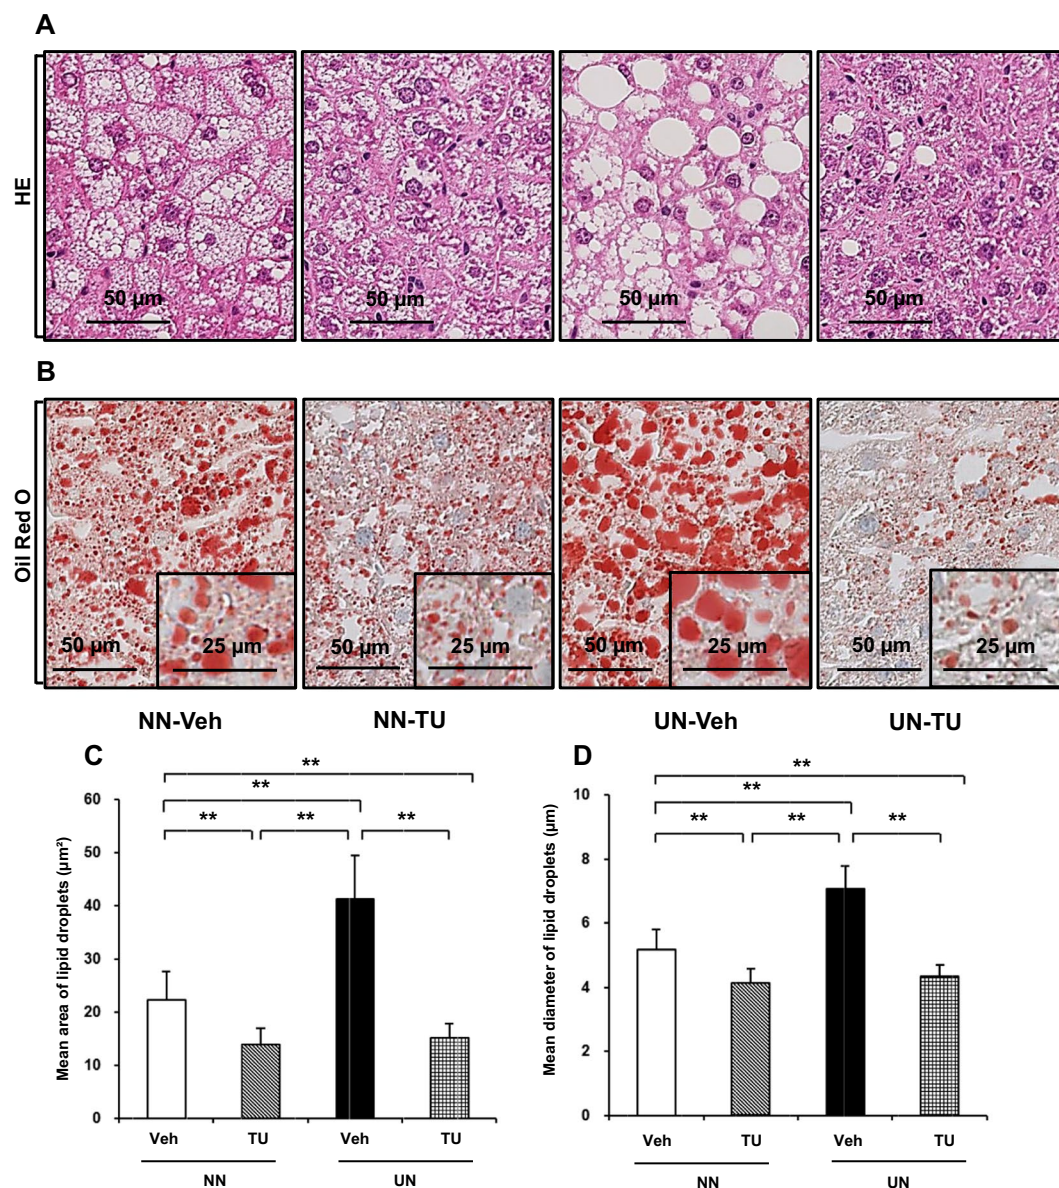 A
HE
50 µm
50 µm
50 µm
50 µm
B
Oil Red O
50 µm
25 µm
50 µm
25 µm
50 µm
25 µm
50 µm
25 µm
NN-Veh
NN-TU
UN-Veh
UN-TU
C
**
**
**
**
**
Mean area of lipid droplets (µm²)
60
50
40
30
20
10
0
Veh
TU
Veh
TU
NN
UN
D
**
**
**
**
**
Mean diameter of lipid droplets (µm)
10
8
6
4
2
0
Veh
TU
Veh
TU
NN
UN